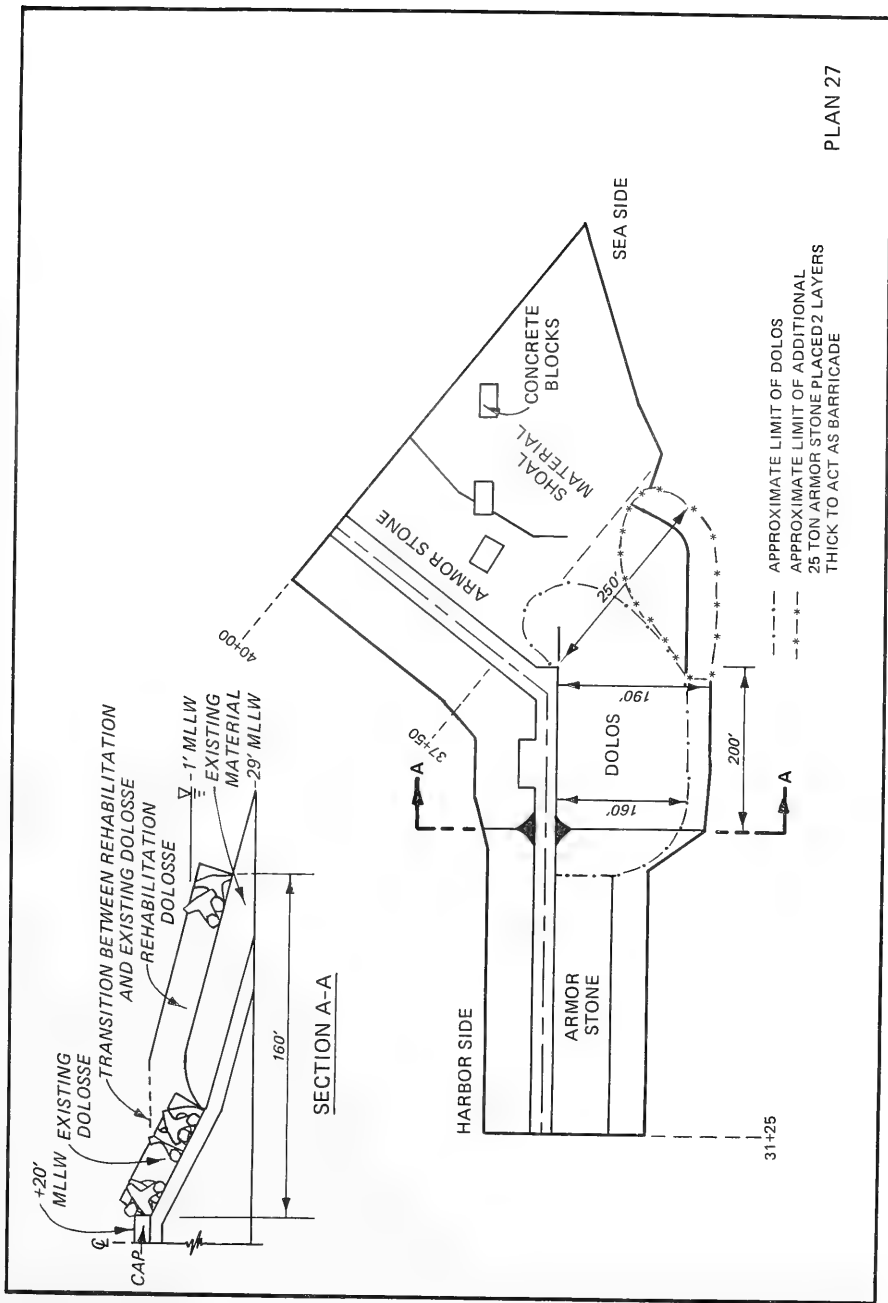 +20'
MLLW
EXISTING
DOLOSSE
TRANSITION BETWEEN REHABILITATION
AND EXISTING DOLOSSE
REHABILITATION
DOLOSSE
-1' MLLW
EXISTING
MATERIAL
-29' MLLW
℄
CAP
160'
SECTION A-A
HARBOR SIDE
ARMOR
STONE
31+25
A
A
160'
DOLOS
190'
200'
250'
37+50
40+00
ARMOR STONE
SHOAL
MATERIAL
CONCRETE
BLOCKS
SEA SIDE
APPROXIMATE LIMIT OF DOLOS
APPROXIMATE LIMIT OF ADDITIONAL
25 TON ARMOR STONE PLACED 2 LAYERS
THICK TO ACT AS BARRICADE
PLAN 27